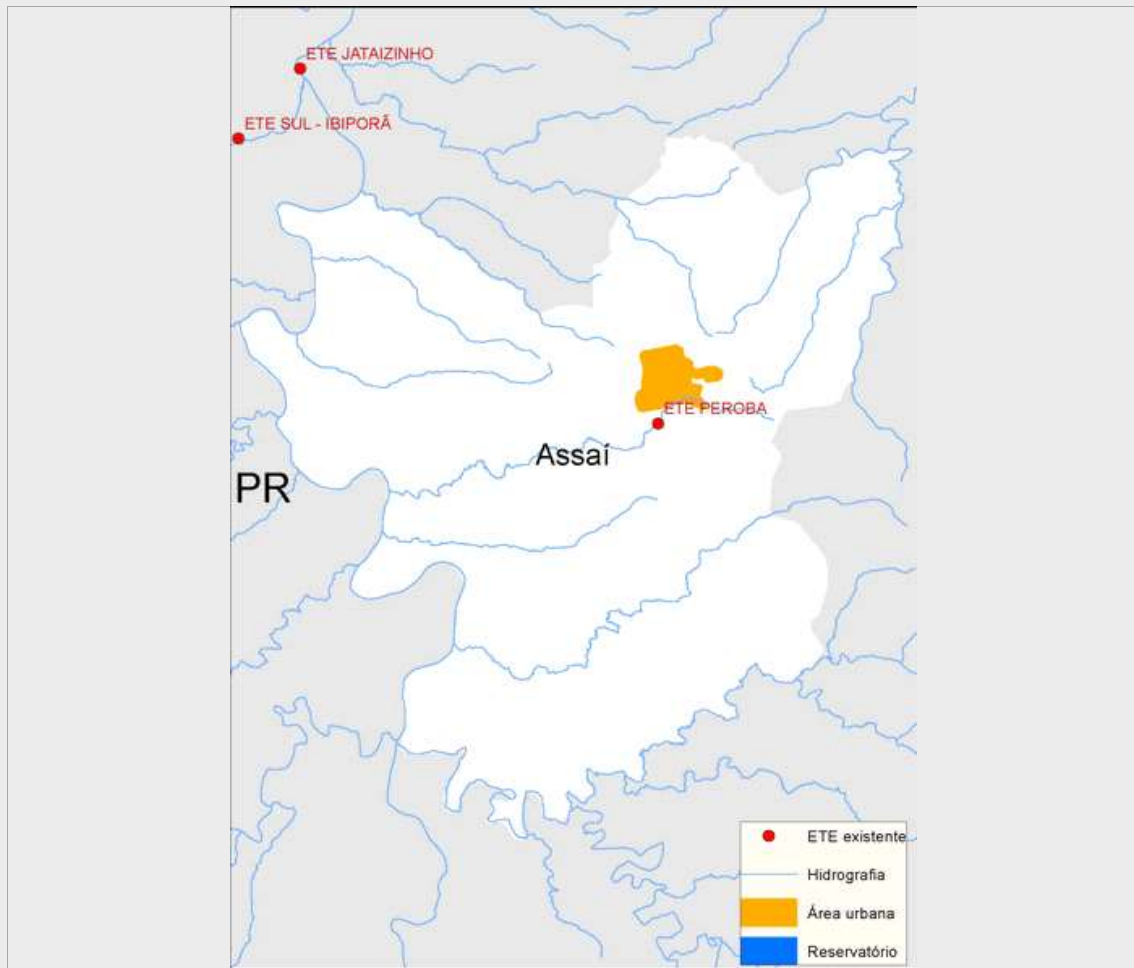 ETE JATAIZINHO
ETE SUL - IBIPORÃ
ETE PEROBA
Assaí
PR
ETE existente
Hidrografia
Área urbana
Reservatório